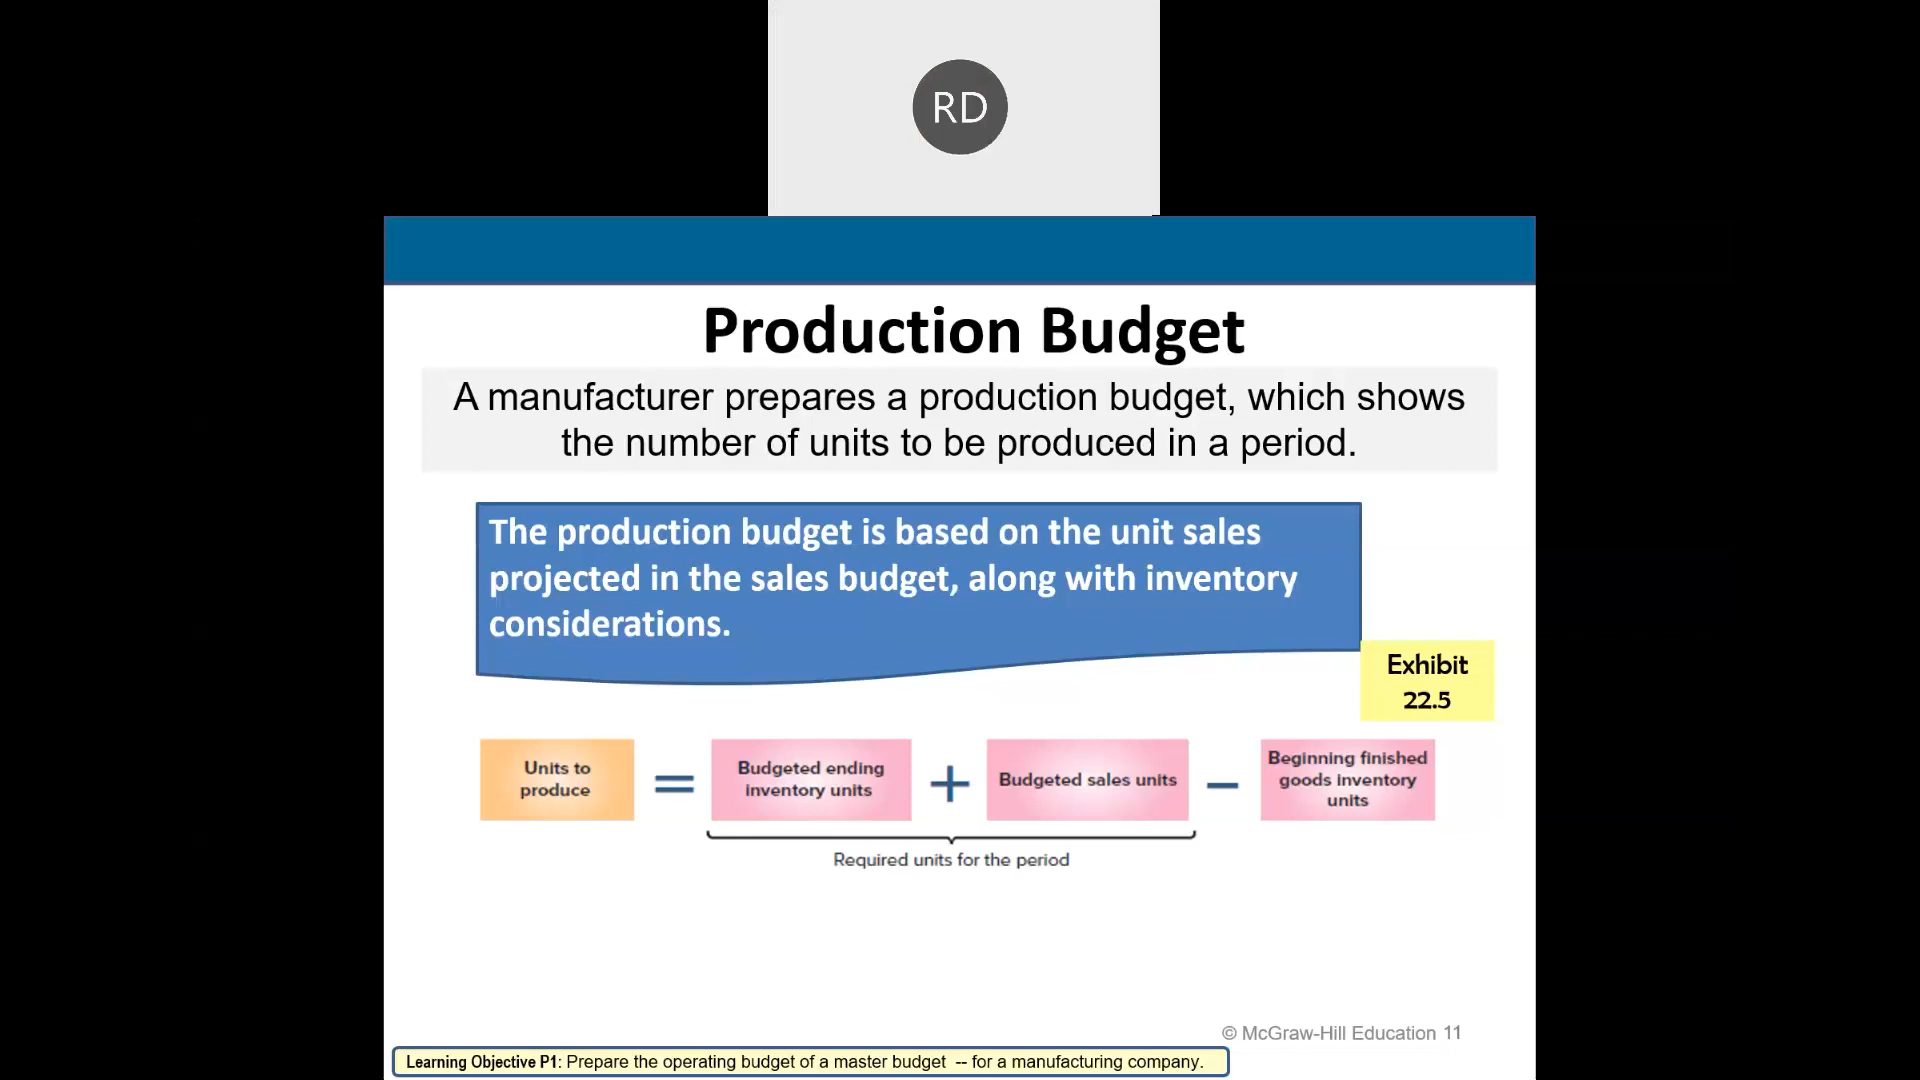 RD
Production Budget
A manufacturer prepares a production budget, which shows
the number of units to be produced in a period.
The production budget is based on the unit sales
projected in the sales budget, along with inventory
considerations.
Exhibit
22.5
Units to
produce
=
Budgeted ending
inventory units
+
Budgeted sales units
−
Beginning finished
goods inventory
units
Required units for the period
© McGraw-Hill Education 11
Learning Objective P1: Prepare the operating budget of a master budget -- for a manufacturing company.